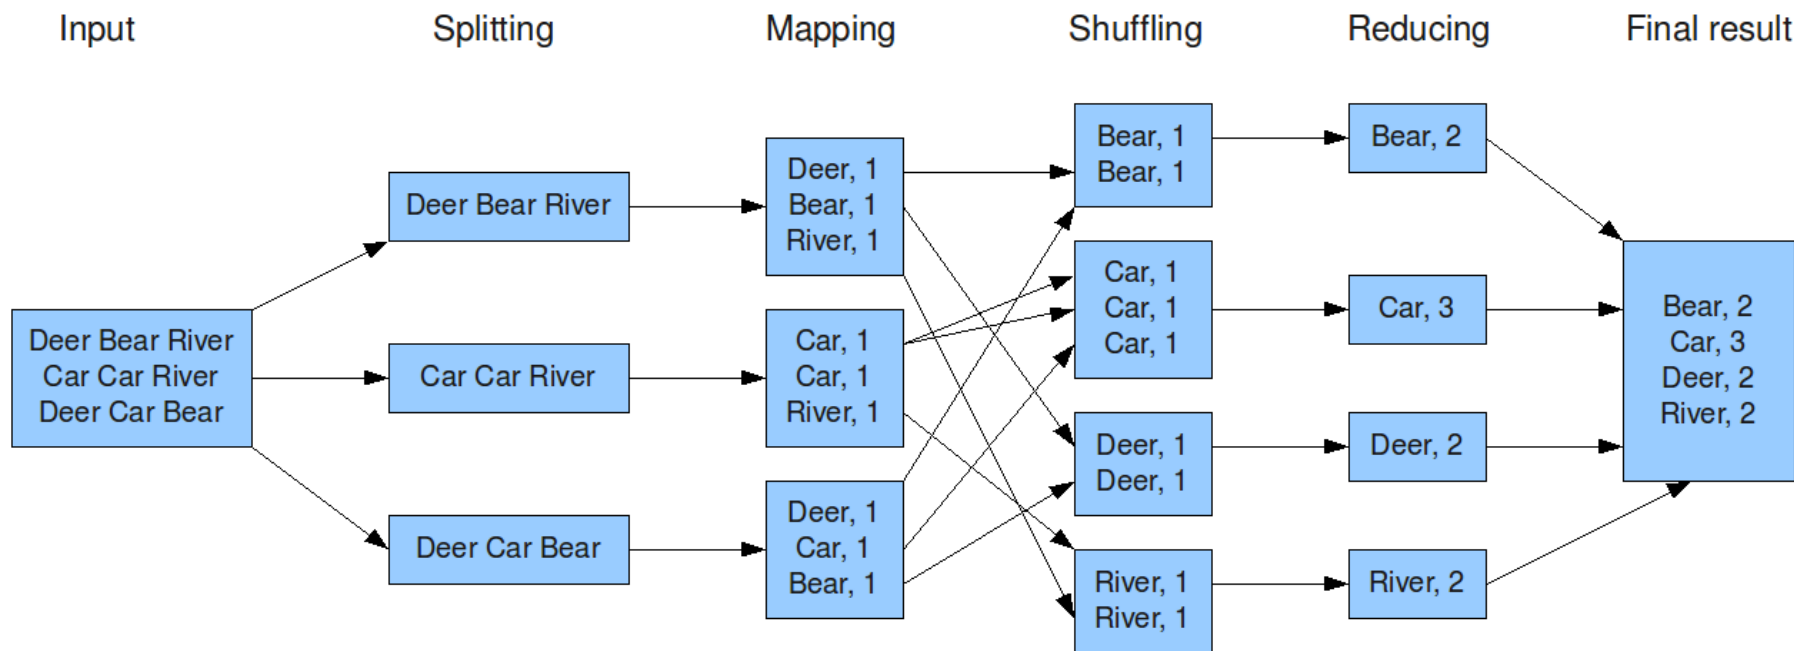 Input
Splitting
Mapping
Shuffling
Reducing
Final result
Deer Bear River
Car Car River
Deer Car Bear
Deer Bear River
Car Car River
Deer Car Bear
Deer, 1
Bear, 1
River, 1
Car, 1
Car, 1
River, 1
Deer, 1
Car, 1
Bear, 1
Bear, 1
Bear, 1
Car, 1
Car, 1
Car, 1
Deer, 1
Deer, 1
River, 1
River, 1
Bear, 2
Car, 3
Deer, 2
River, 2
Bear, 2
Car, 3
Deer, 2
River, 2